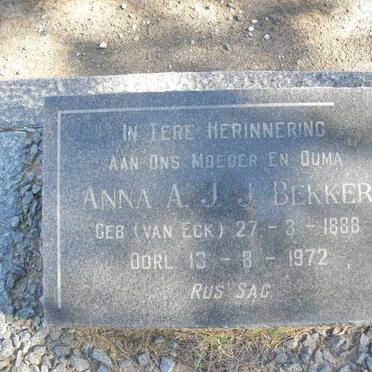 IN TERE HERINNERING
AAN ONS MOEDER EN OUMA
ANNA A. J. J. BEKKER
GEB (VAN ECK) 27-3-1888
OORL. 13-8-1972
RUS SAG